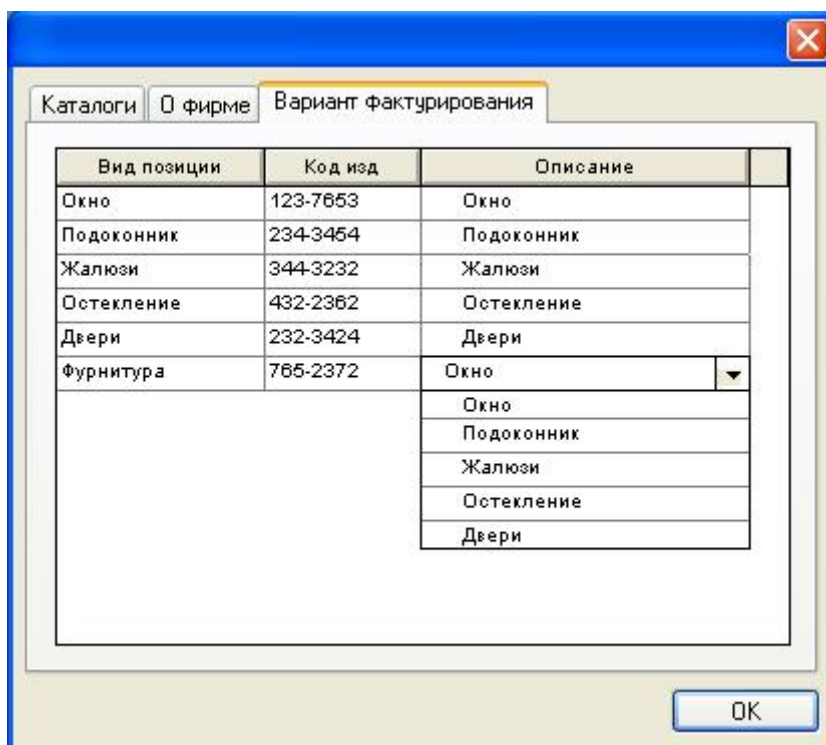 Каталоги О фирме Вариант фактурирования
Вид позиции Код изд Описание
Окно 123-7653 Окно
Подоконник 234-3454 Подоконник
Жалюзи 344-3232 Жалюзи
Остекление 432-2362 Остекление
Двери 232-3424 Двери
Фурнитура 765-2372 Окно
Окно
Подоконник
Жалюзи
Остекление
Двери
OK